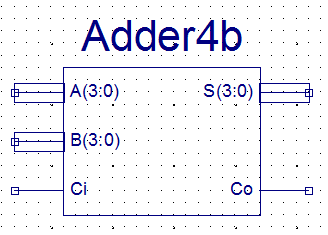 Adder4b
A(3:0) S(3:0)
B(3:0)
Ci Co